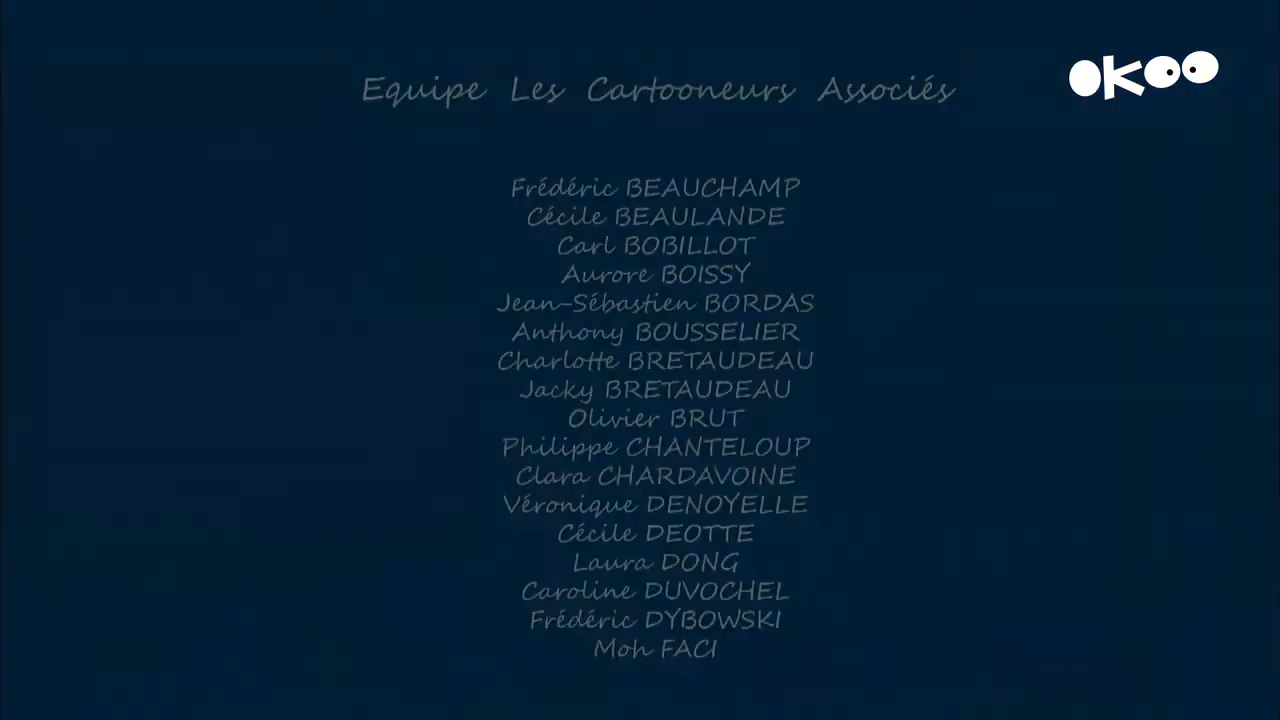 OKOO
Equipe Les Cartooneurs Associés
Frédéric BEAUCHAMP
Cécile BEAULANDE
Carl BOBILLOT
Aurore BOISSY
Jean-Sébastien BORDAS
Anthony BOUSSELIER
Charlotte BRETAUDEAU
Jacky BRETAUDEAU
Olivier BRUT
Philippe CHANTELOUP
Clara CHARDAVOINE
Véronique DENOYELLE
Cécile DEOTTE
Laura DONG
Caroline DUVOCHEL
Frédéric DYBOWSKI
Moh FACI